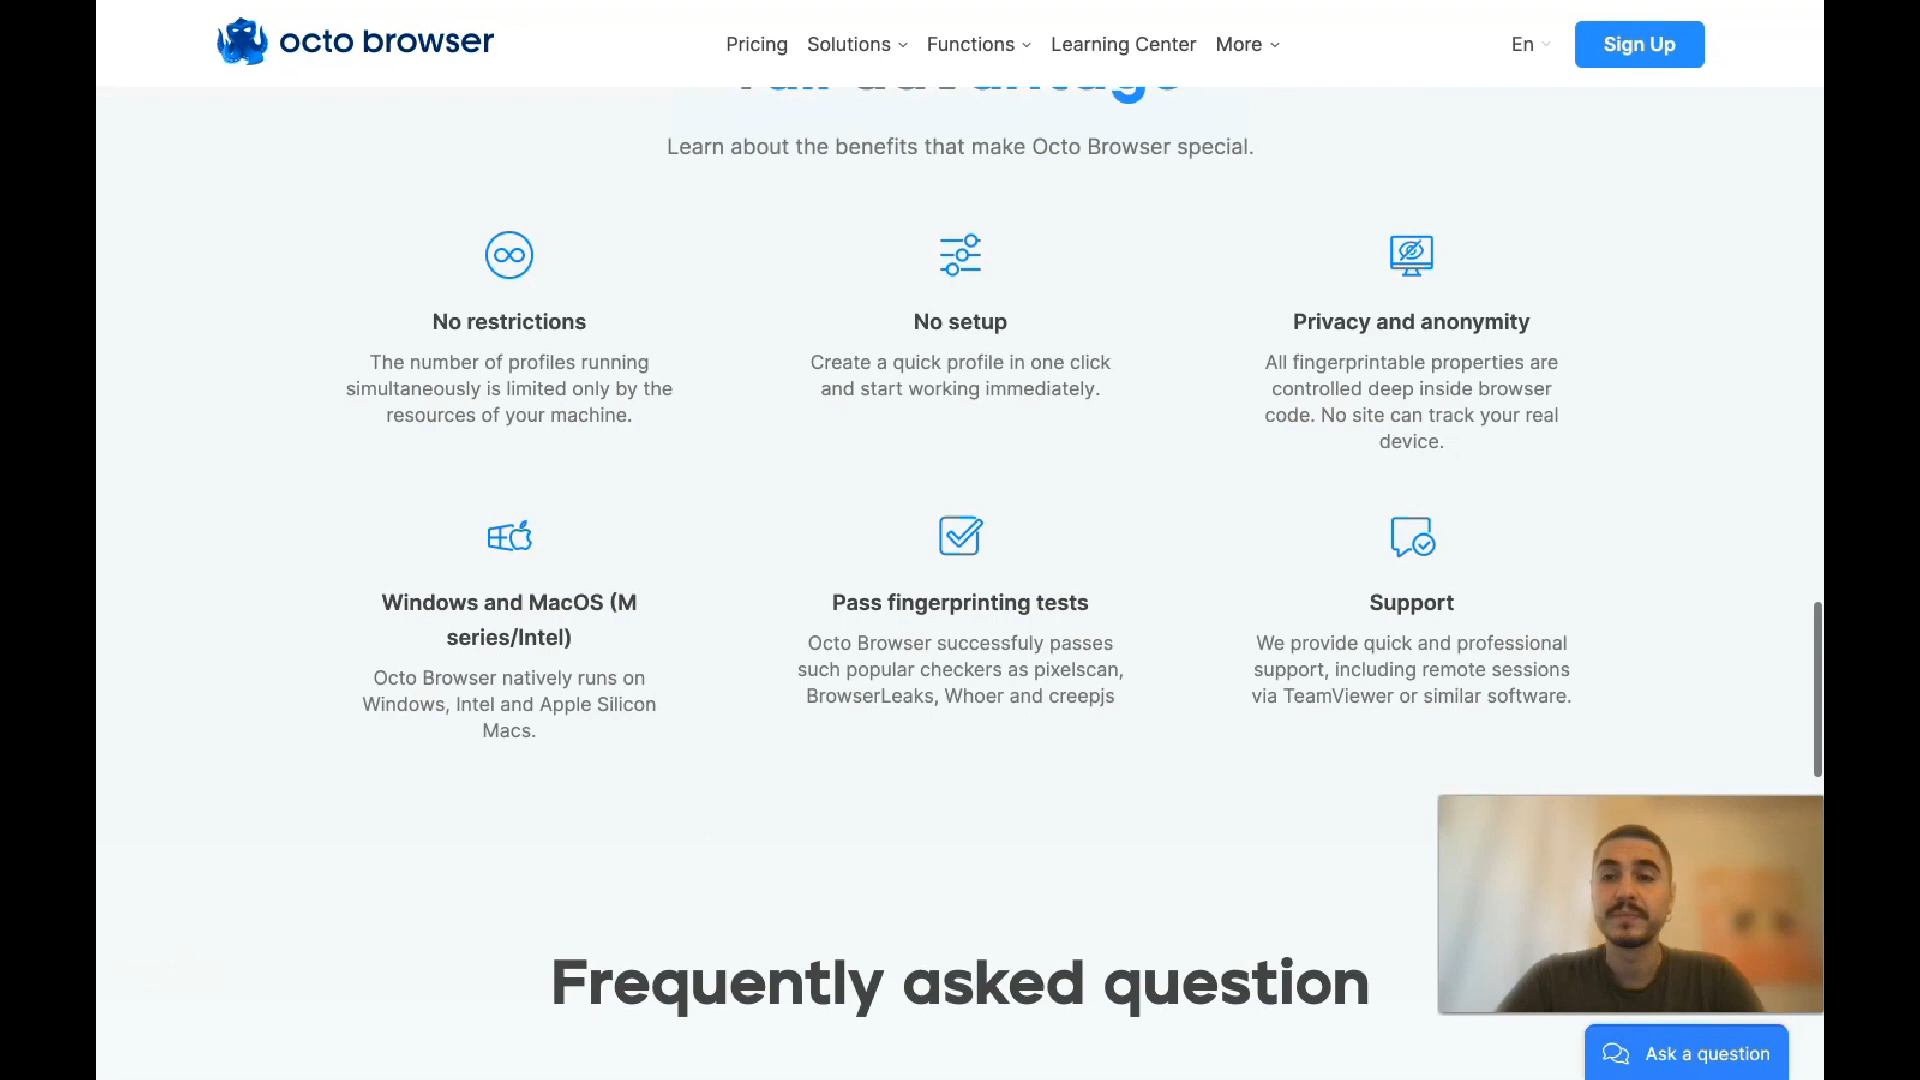 octo browser
Pricing
Solutions
Functions
Learning Center
More
En
Sign Up
Learn about the benefits that make Octo Browser special.
No restrictions
The number of profiles running
simultaneously is limited only by the
resources of your machine.
No setup
Create a quick profile in one click
and start working immediately.
Privacy and anonymity
All fingerprintable properties are
controlled deep inside browser
code. No site can track your real
device.
Windows and MacOS (M
series/Intel)
Octo Browser natively runs on
Windows, Intel and Apple Silicon
Macs.
Pass fingerprinting tests
Octo Browser successfuly passes
such popular checkers as pixelscan,
BrowserLeaks, Whoer and creepjs
Support
We provide quick and professional
support, including remote sessions
via TeamViewer or similar software.
Frequently asked question
Ask a question